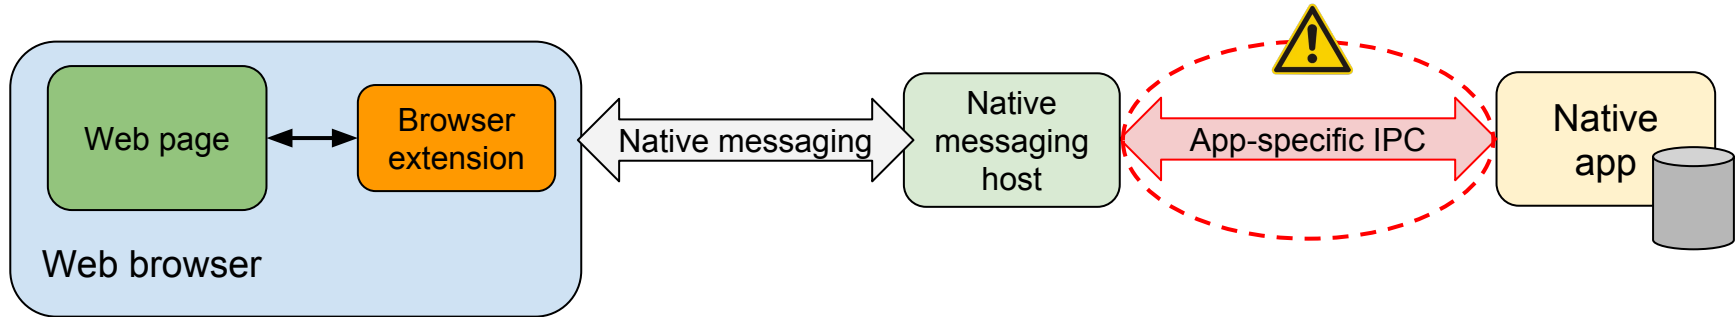 Web page
Browser
extension
Web browser
Native messaging
Native
messaging
host
App-specific IPC
Native
app